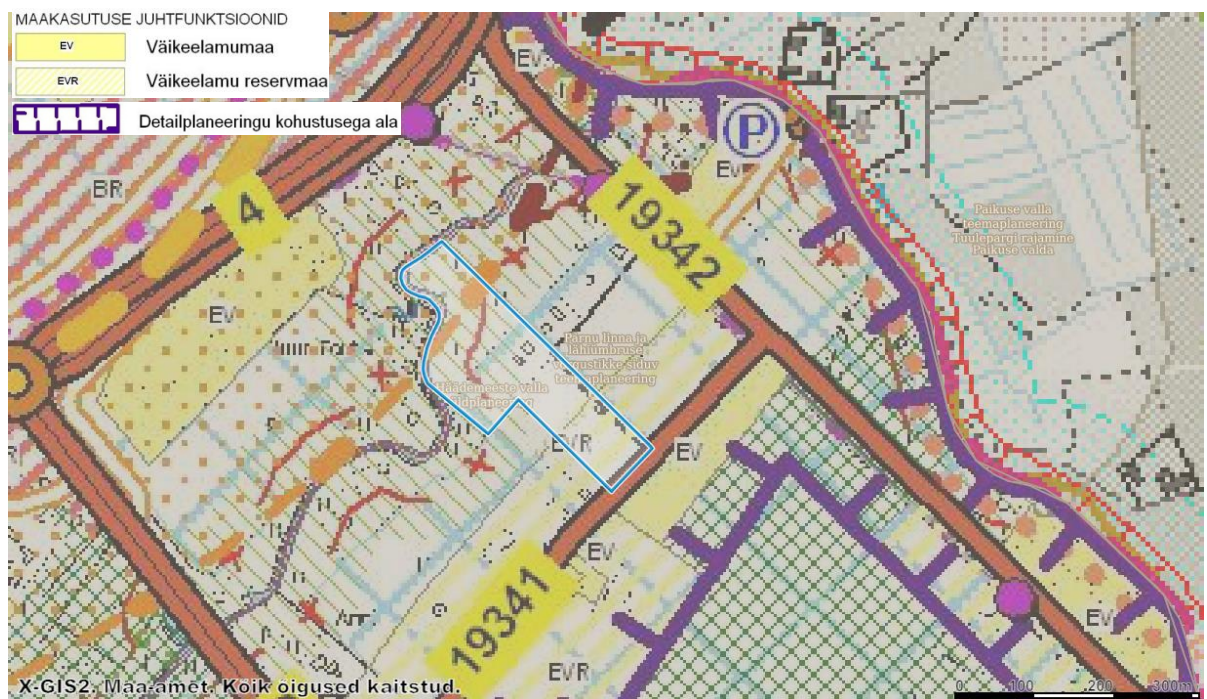 MAAKASUTUSE JUHTFUNKTSIOONID
EV Väikeelamumaa
EVR Väikeelamu reservmaa
Detailplaneeringu kohustusega ala
EV
P
BR
EV
4
19342
Paikuse valla
teemaplaneering
Tuulepargi rajamine
Paikuse valda
EV
Pärnu linna ja
teemaplaneering
Häädemeeste valla
EVR
EV
EV
19341
EV
EVR
X-GIS2. Maa-amet. Kõik õigused kaitstud.
0 100 200 300m